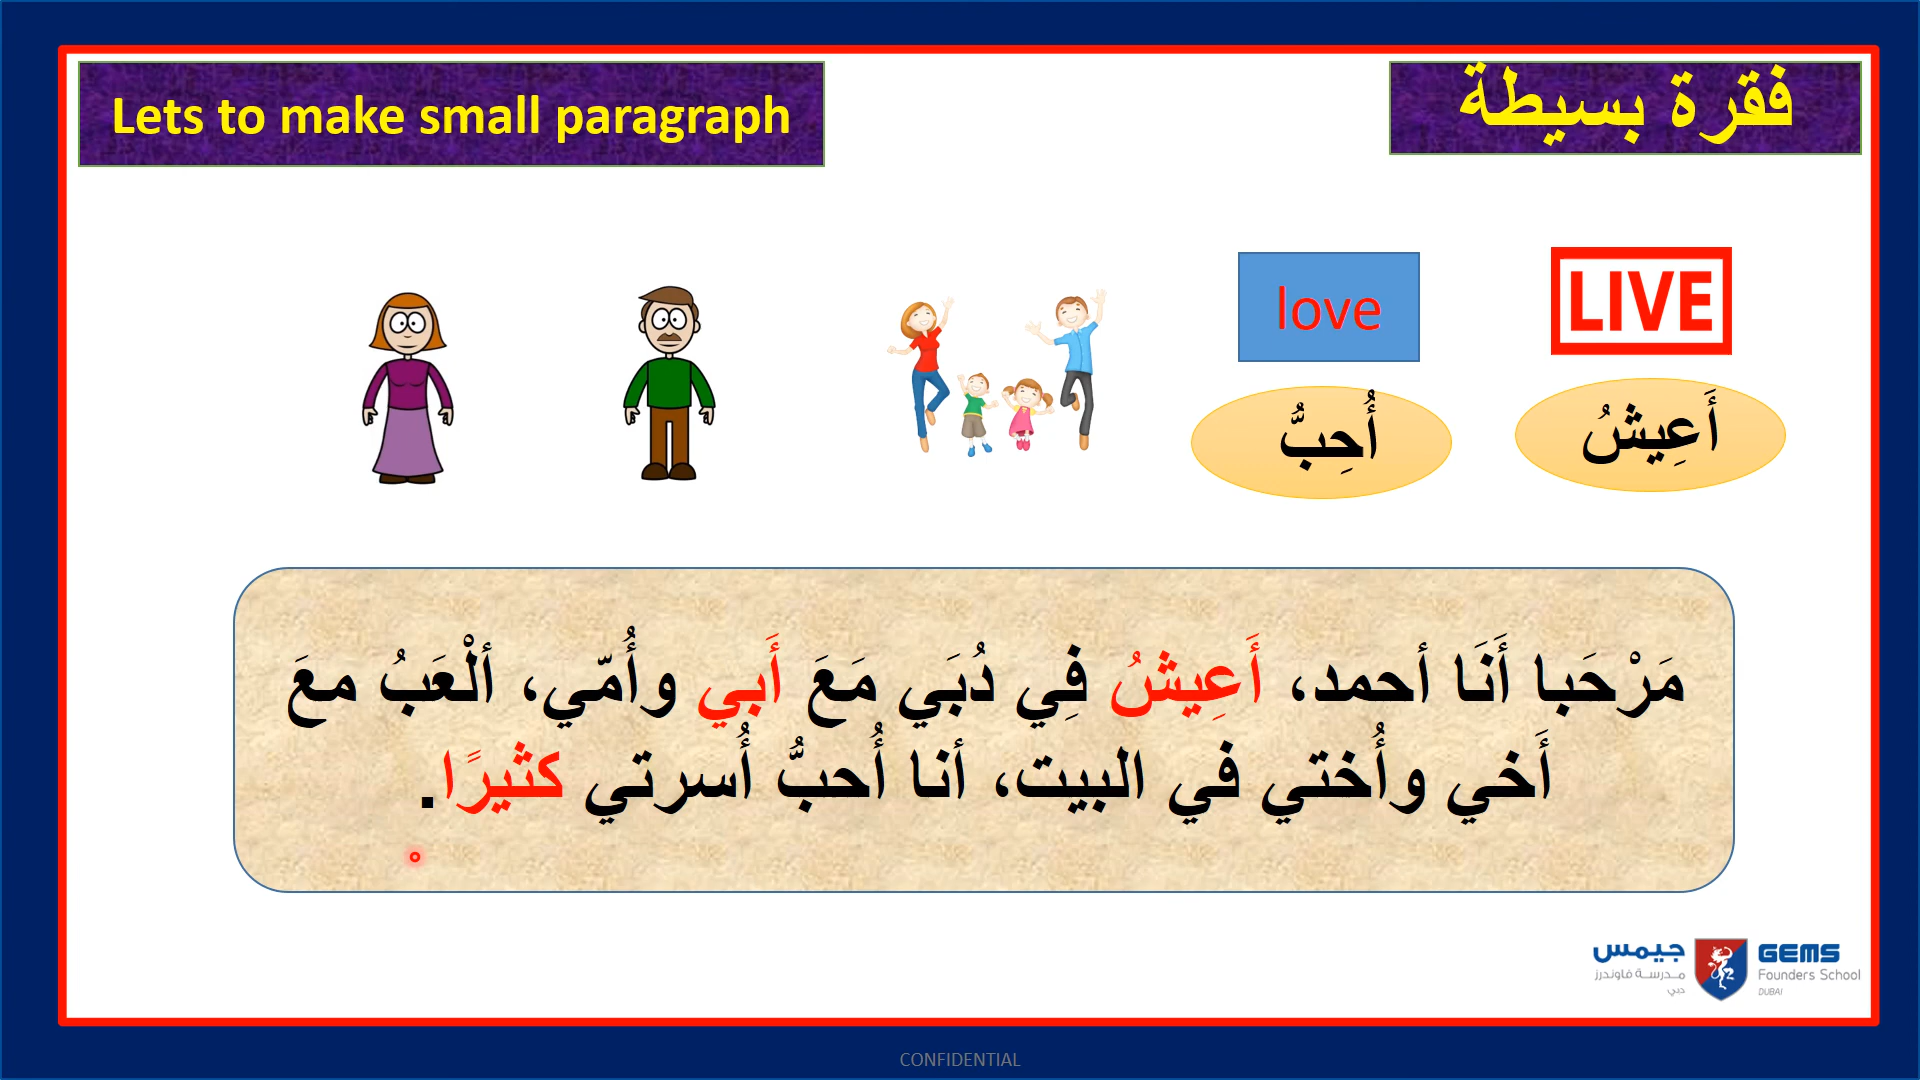 Lets to make small paragraph
فقرة بسيطة
love
LIVE
أُحِبُّ
أَعِيشُ
مَرْحَبا أَنَا أحمد، أَعِيشُ فِي دُبَي مَعَ أَبي وأُمّي، ألْعَبُ معَ
أَخي وأُختي في البيت، أنا أُحبُّ أُسرتي كثيرًا.
جيمس
مدرسة فاوندرز
دبي
GEMS
Founders School
DUBAI
CONFIDENTIAL